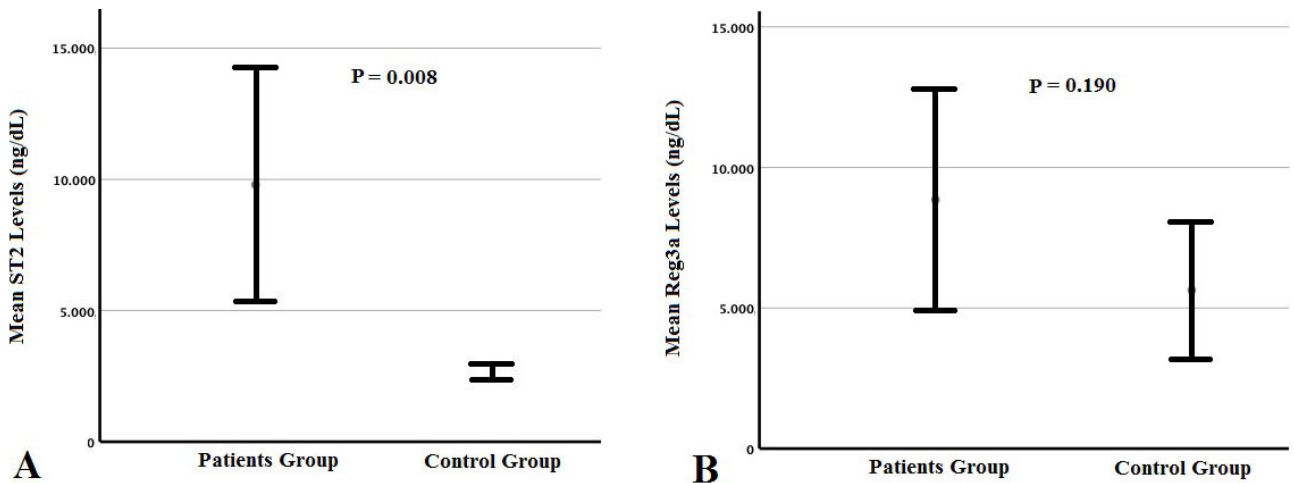 Mean ST2 Levels (ng/dL)
15.000
10.000
5.000
0
P = 0.008
Patients Group
Control Group
A
Mean Reg3a Levels (ng/dL)
15.000
10.000
5.000
0
P = 0.190
Patients Group
Control Group
B